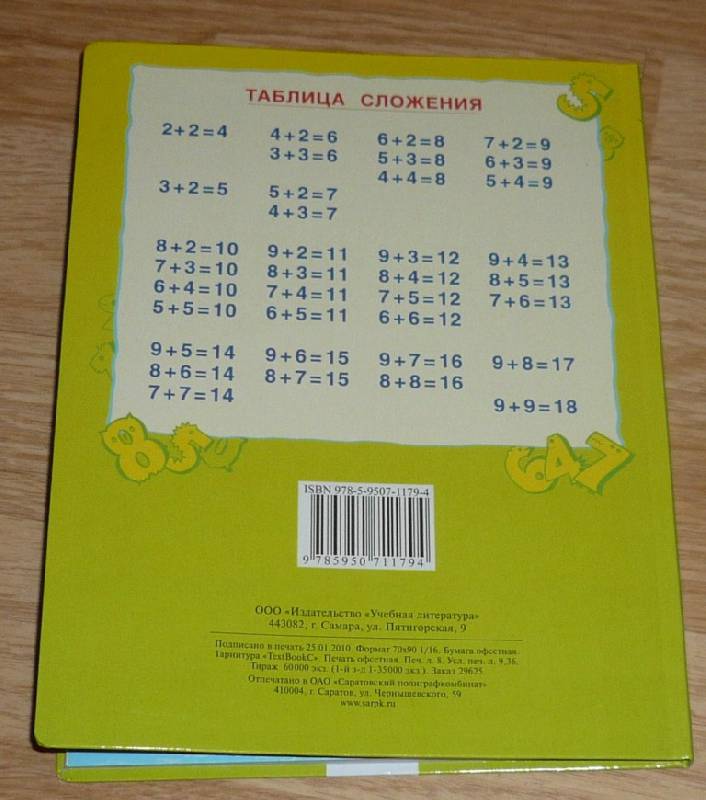 ТАБЛИЦА СЛОЖЕНИЯ
2+2=4 4+2=6 6+2=8 7+2=9
3+3=6 5+3=8 6+3=9
4+4=8 5+4=9
3+2=5 5+2=7
4+3=7
8+2=10 9+2=11 9+3=12 9+4=13
7+3=10 8+3=11 8+4=12 8+5=13
6+4=10 7+4=11 7+5=12 7+6=13
5+5=10 6+5=11 6+6=12
9+5=14 9+6=15 9+7=16 9+8=17
8+6=14 8+7=15 8+8=16
7+7=14 9+9=18
5
8 5 0 6 4 7
ISBN 978-5-9507-1179-4
9 785950 711794
ООО «Издательство «Учебная литература»
443082, г. Самара, ул. Пятигорская, 9
Подписано в печать 25.01.2010. Формат 70х90 1/16. Бумага офсетная.
Гарнитура «TextBookC». Печать офсетная. Печ. л. 8. Усл. печ. л. 9,36.
Тираж 60000 экз. (1-й з-д 1-35000 экз.). Заказ 29625.
Отпечатано в ОАО «Саратовский полиграфкомбинат»
410004, г. Саратов, ул. Чернышевского, 59
www.sarpk.ru